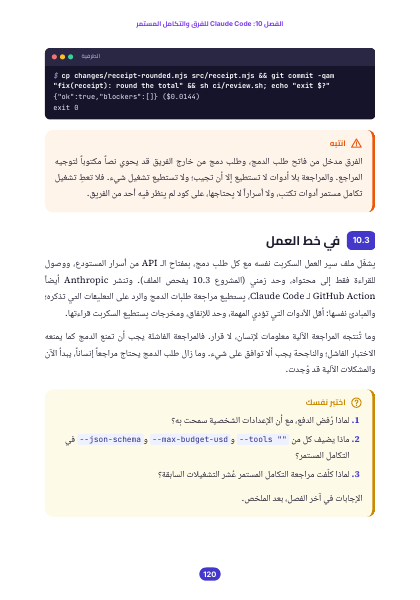 الفصل 10: Claude Code للفرق والتكامل المستمر
الطرفية
$ cp changes/receipt-rounded.mjs src/receipt.mjs && git commit -qam
"fix(receipt): round the total" && sh ci/review.sh; echo "exit $?"
{"ok":true,"blockers":[]} ($0.0144)
exit 0
انتبه
الفرق مدخل من فاتح طلب الدمج، وطلب دمج من خارج الفريق قد يحوي نصاً مكتوباً لتوجيه
المراجع. والمراجعة بلا أدوات لا تستطيع إلا أن تجيب؛ ولا تستطيع تشغيل شيء. فلا تعطِ تشغيل
تكامل مستمر أدوات تكتب، ولا أسراراً لا يحتاجها، على كود لم ينظر فيه أحد من الفريق.
10.3 في خط العمل
يشغّل ملف سير العمل السكربت نفسه مع كل طلب دمج، بمفتاح الـ API من أسرار المستودع، ووصول
للقراءة فقط إلى محتواه، وحد زمني (المشروع 10.3 يفحص الملف). وتنشر Anthropic أيضاً
GitHub Action لـ Claude Code، يستطيع مراجعة طلبات الدمج والرد على التعليقات التي تذكره؛
والمبادئ نفسها: أقل الأدوات التي تؤدي المهمة، وحد للإنفاق، ومخرجات يستطيع السكربت قراءتها.
وما تُنتجه المراجعة الآلية معلومات لإنسان، لا قرار. فالمراجعة الفاشلة يجب أن تمنع الدمج كما يمنعه
الاختبار الفاشل؛ والناجحة يجب ألا توافق على شيء. وما زال طلب الدمج يحتاج مراجعاً إنساناً، يبدأ الآن
والمشكلات الآلية قد وُجدت.
اختبر نفسك
1. لماذا رُفض الدفع، مع أن الإعدادات الشخصية سمحت به؟
2. ماذا يضيف كل من --tools "" و --max-budget-usd و --json-schema في
التكامل المستمر؟
3. لماذا كلّفت مراجعة التكامل المستمر عُشر التشغيلات السابقة؟
الإجابات في آخر الفصل، بعد الملخص.
120